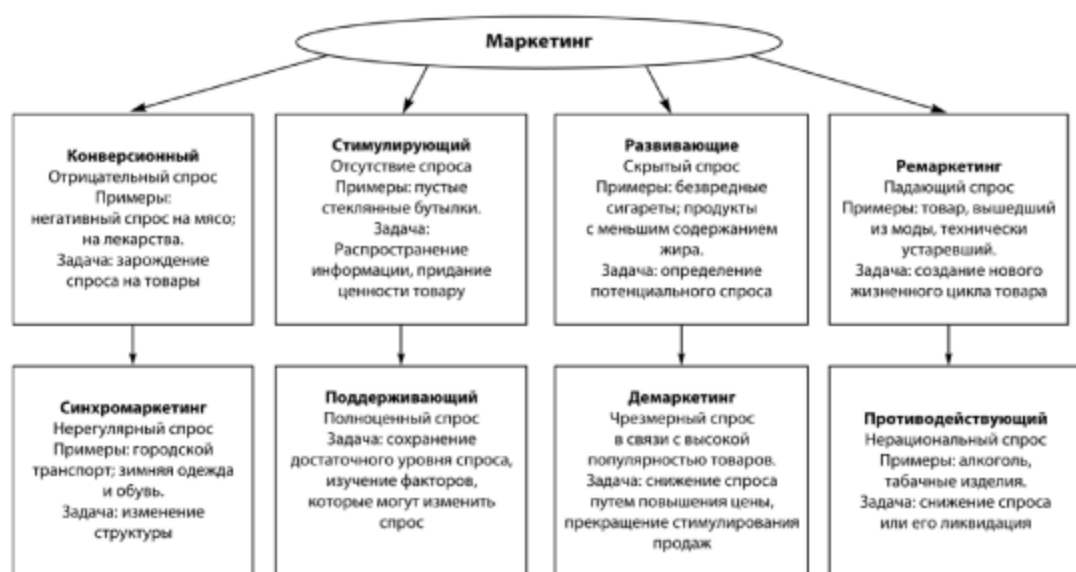 Маркетинг
Конверсионный
Отрицательный спрос
Примеры:
негативный спрос на мясо;
на лекарства.
Задача: зарождение
спроса на товары
Стимулирующий
Отсутствие спроса
Примеры: пустые
стеклянные бутылки.
Задача:
Распространение
информации, придание
ценности товару
Развивающие
Скрытый спрос
Примеры: безвредные
сигареты; продукты
с меньшим содержанием
жира.
Задача: определение
потенциального спроса
Ремаркетинг
Падающий спрос
Примеры: товар, вышедший
из моды, технически
устаревший.
Задача: создание нового
жизненного цикла товара
Синхромаркетинг
Нерегулярный спрос
Примеры: городской
транспорт; зимняя одежда
и обувь.
Задача: изменение
структуры
Поддерживающий
Полноценный спрос
Задача: сохранение
достаточного уровня спроса,
изучение факторов,
которые могут изменить
спрос
Демаркетинг
Чрезмерный спрос
в связи с высокой
популярностью товаров.
Задача: снижение спроса
путем повышения цены,
прекращение стимулирования
продаж
Противодействующий
Нерациональный спрос
Примеры: алкоголь,
табачные изделия.
Задача: снижение спроса
или его ликвидация